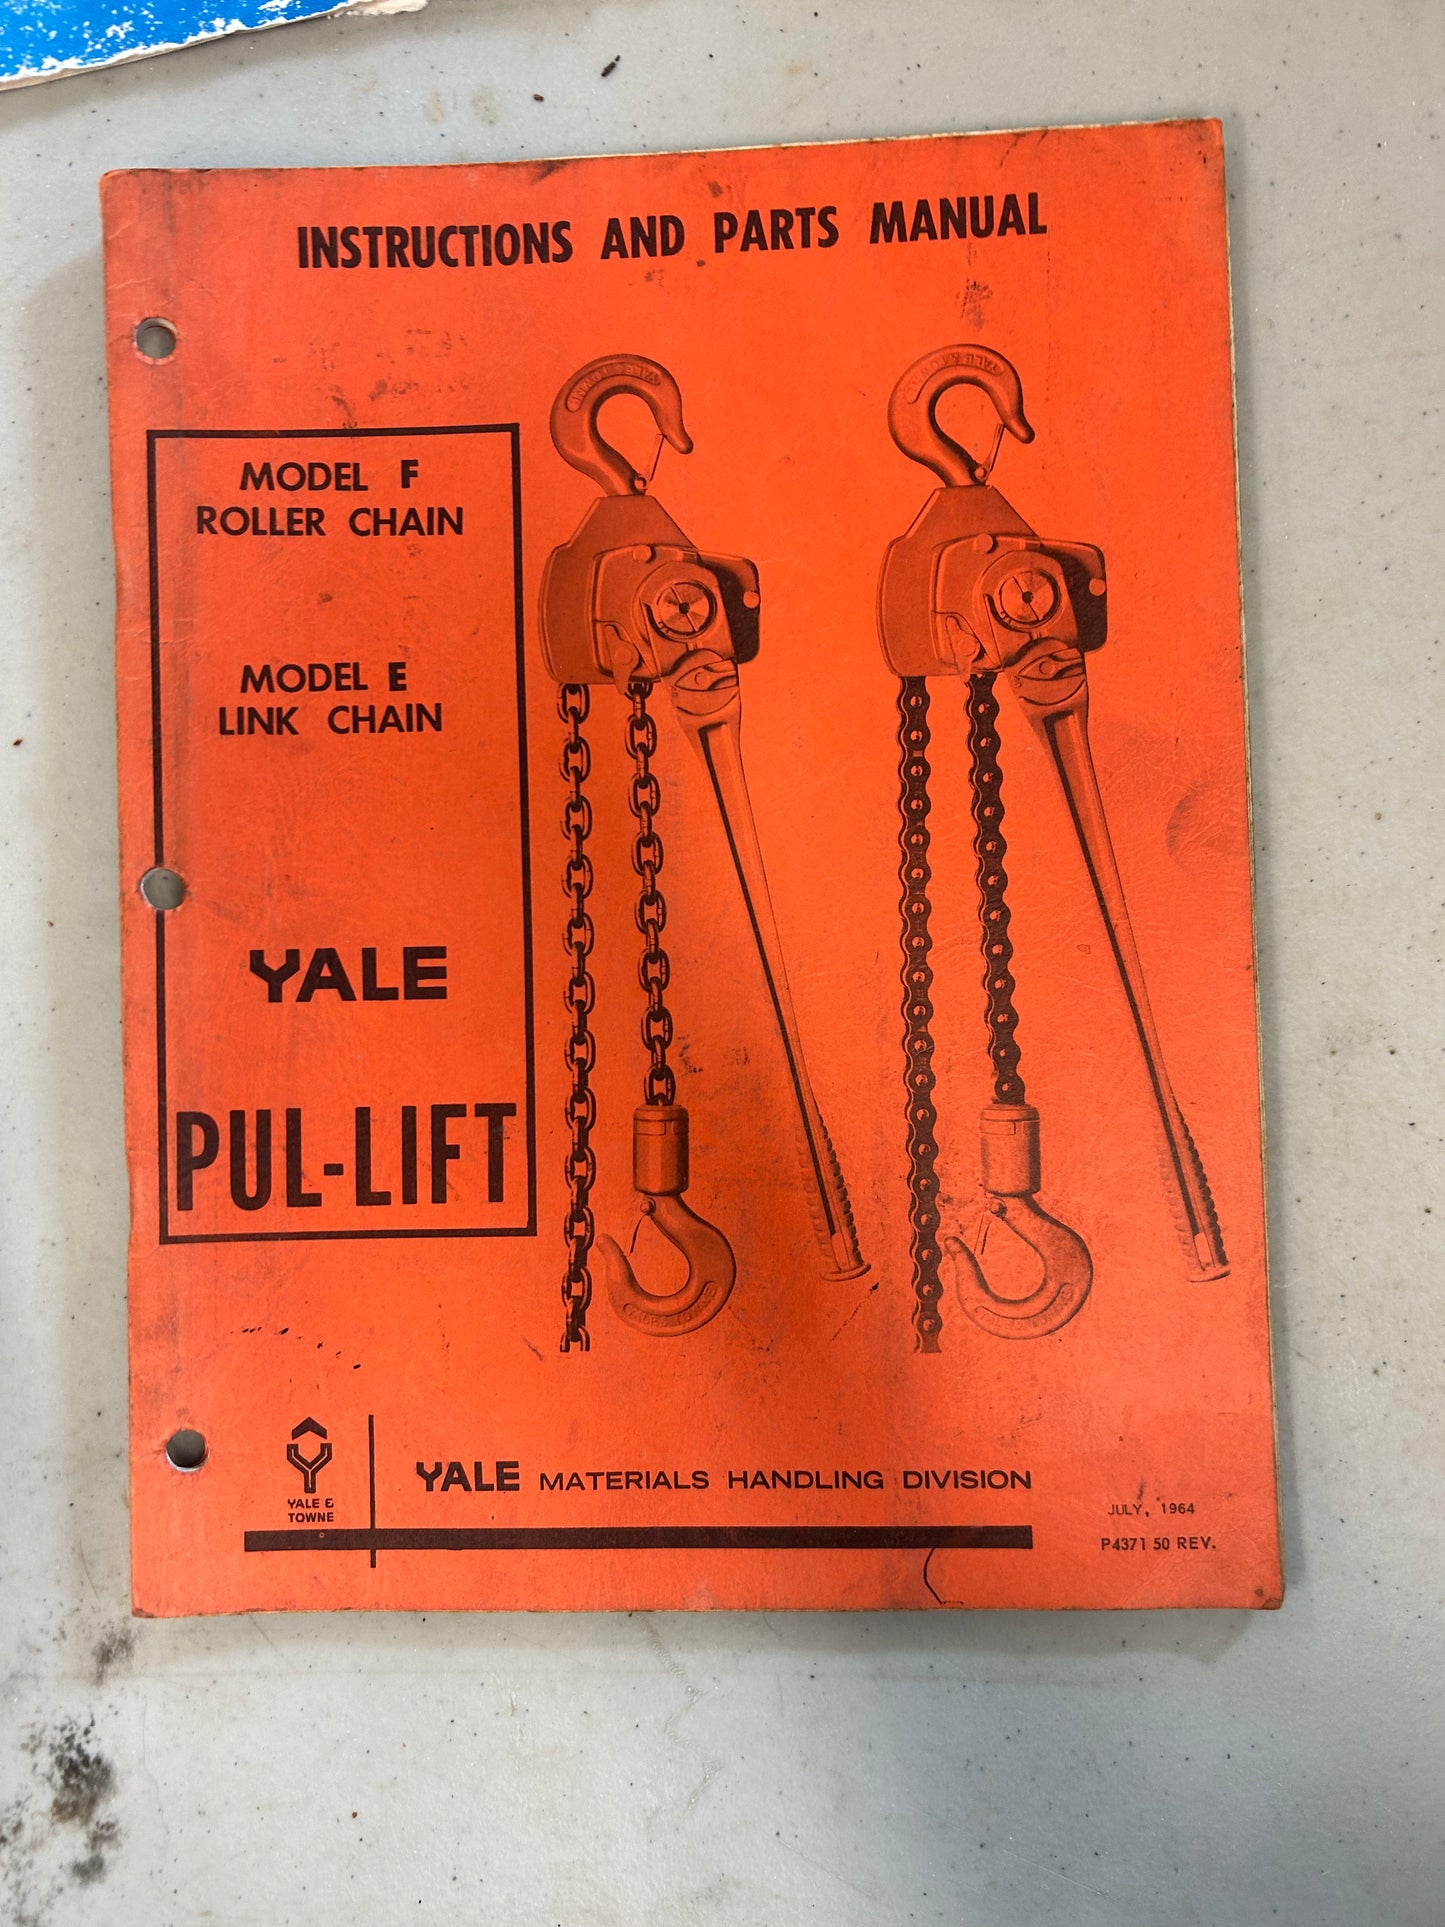 INSTRUCTIONS AND PARTS MANUAL
MODEL F
ROLLER CHAIN
MODEL E
LINK CHAIN
YALE
PUL-LIFT
YALE &
TOWNE
YALE MATERIALS HANDLING DIVISION
JULY, 1964
P4371 50 REV.